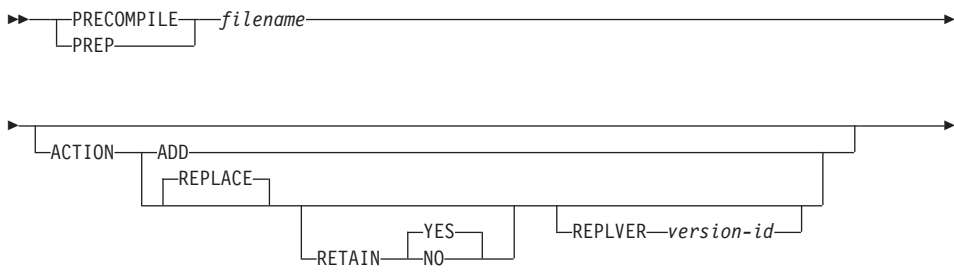 PRECOMPILE filename
PREP
ACTION ADD
REPLACE
YES REPLVER version-id
RETAIN NO